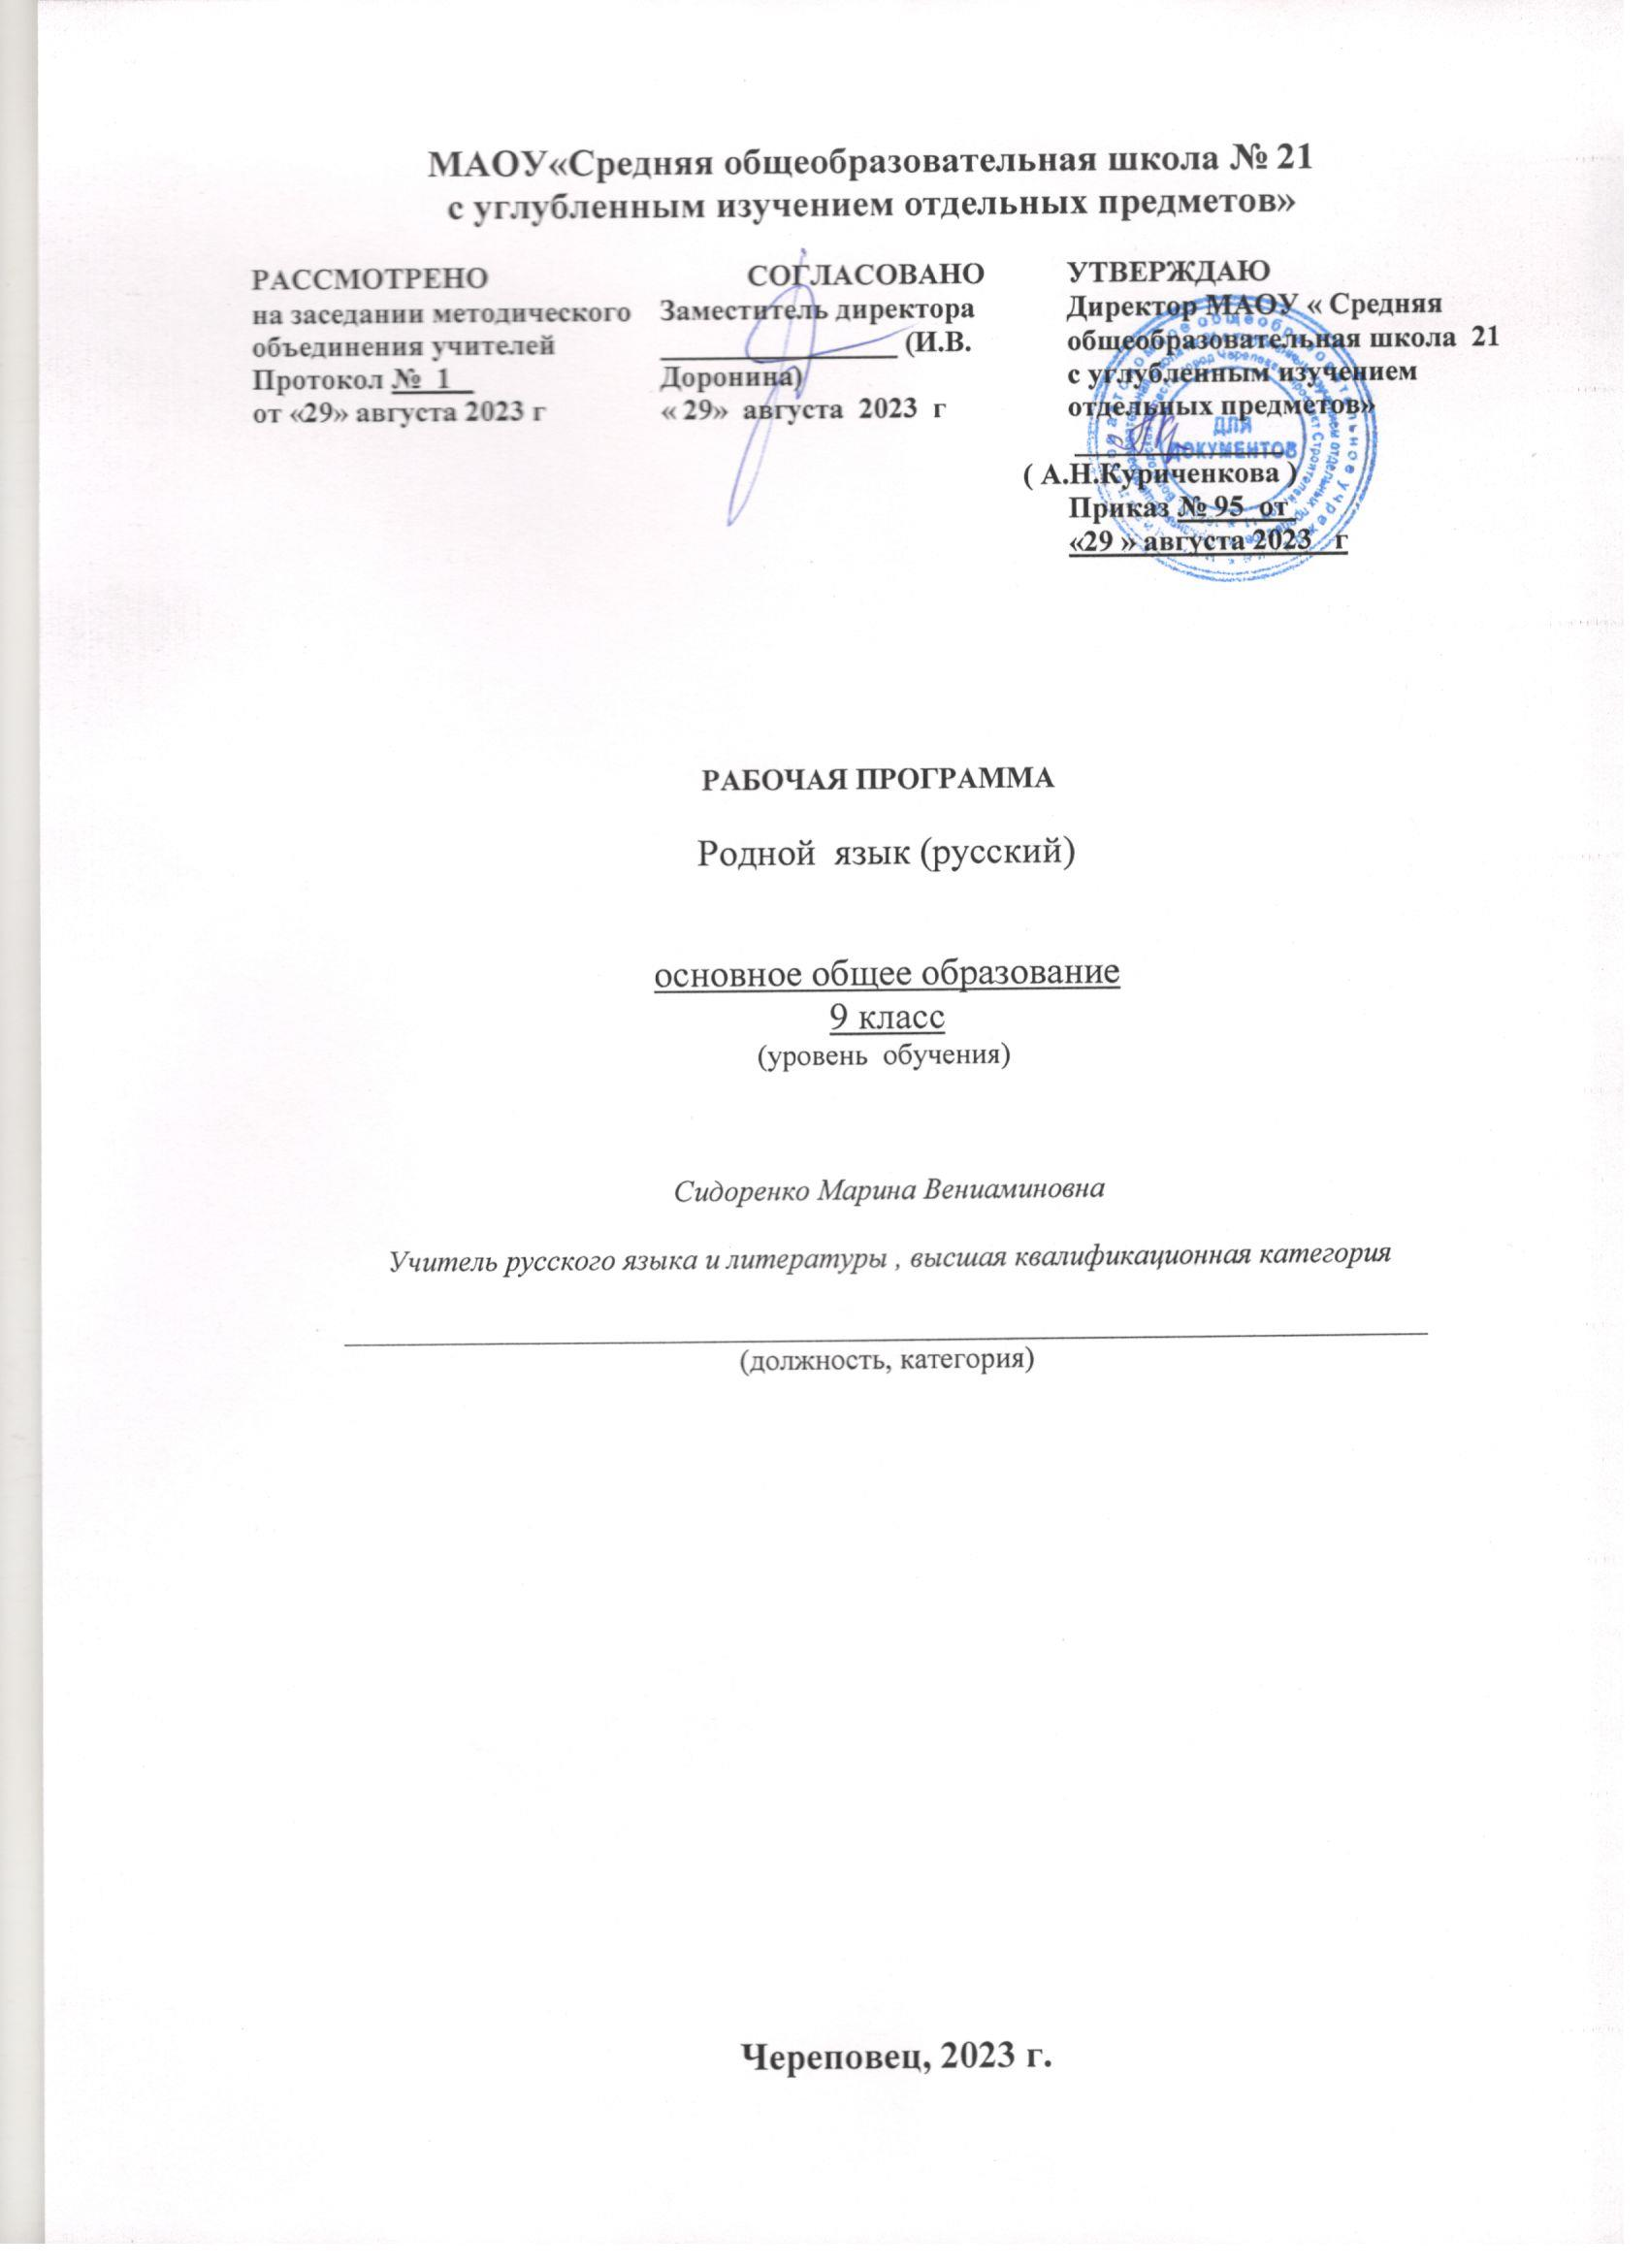 МАОУ«Средняя общеобразовательная школа № 21
с углубленным изучением отдельных предметов»
РАССМОТРЕНО
на заседании методического
объединения учителей
Протокол № 1
от «29» августа 2023 г
СОГЛАСОВАНО
Заместитель директора
(И.В.
Доронина)
« 29» августа 2023 г
УТВЕРЖДАЮ
Директор МАОУ « Средняя
общеобразовательная школа 21
с углубленным изучением
отдельных предметов»
( А.Н.Куриченкова )
Приказ № 95 от
«29 » августа 2023 г
ДЛЯ
ДОКУМЕНТОВ
РАБОЧАЯ ПРОГРАММА
Родной язык (русский)
основное общее образование
9 класс
(уровень обучения)
Сидоренко Марина Вениаминовна
Учитель русского языка и литературы , высшая квалификационная категория
(должность, категория)
Череповец, 2023 г.